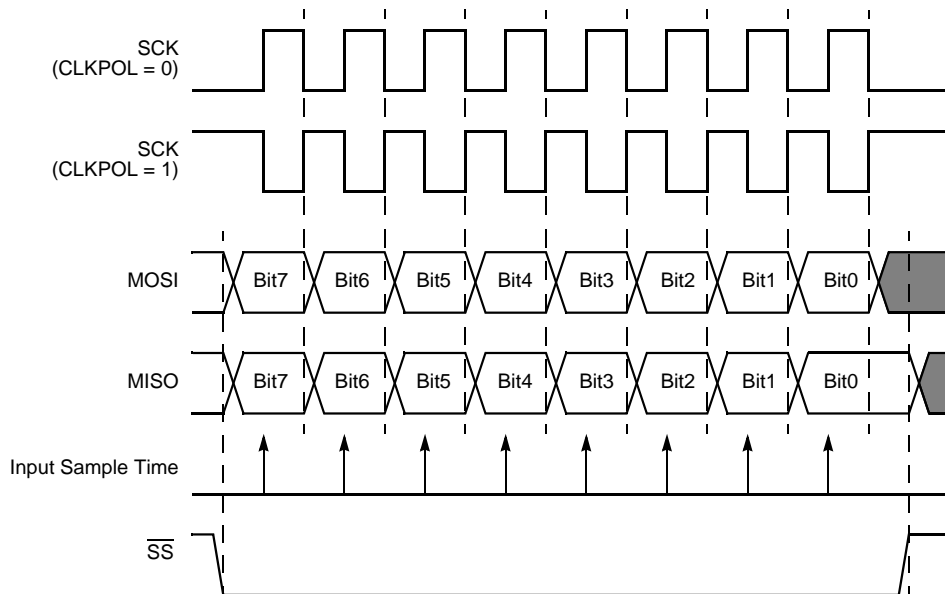 SCK
(CLKPOL = 0)
SCK
(CLKPOL = 1)
MOSI
Bit7 Bit6 Bit5 Bit4 Bit3 Bit2 Bit1 Bit0
MISO
Bit7 Bit6 Bit5 Bit4 Bit3 Bit2 Bit1 Bit0
Input Sample Time
SS